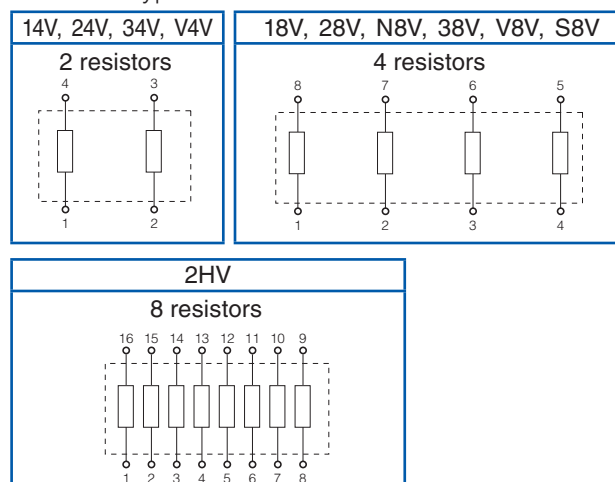 14V, 24V, 34V, V4V
2 resistors
4 3
1 2
18V, 28V, N8V, 38V, V8V, S8V
4 resistors
8 7 6 5
1 2 3 4
2HV
8 resistors
16 15 14 13 12 11 10 9
1 2 3 4 5 6 7 8